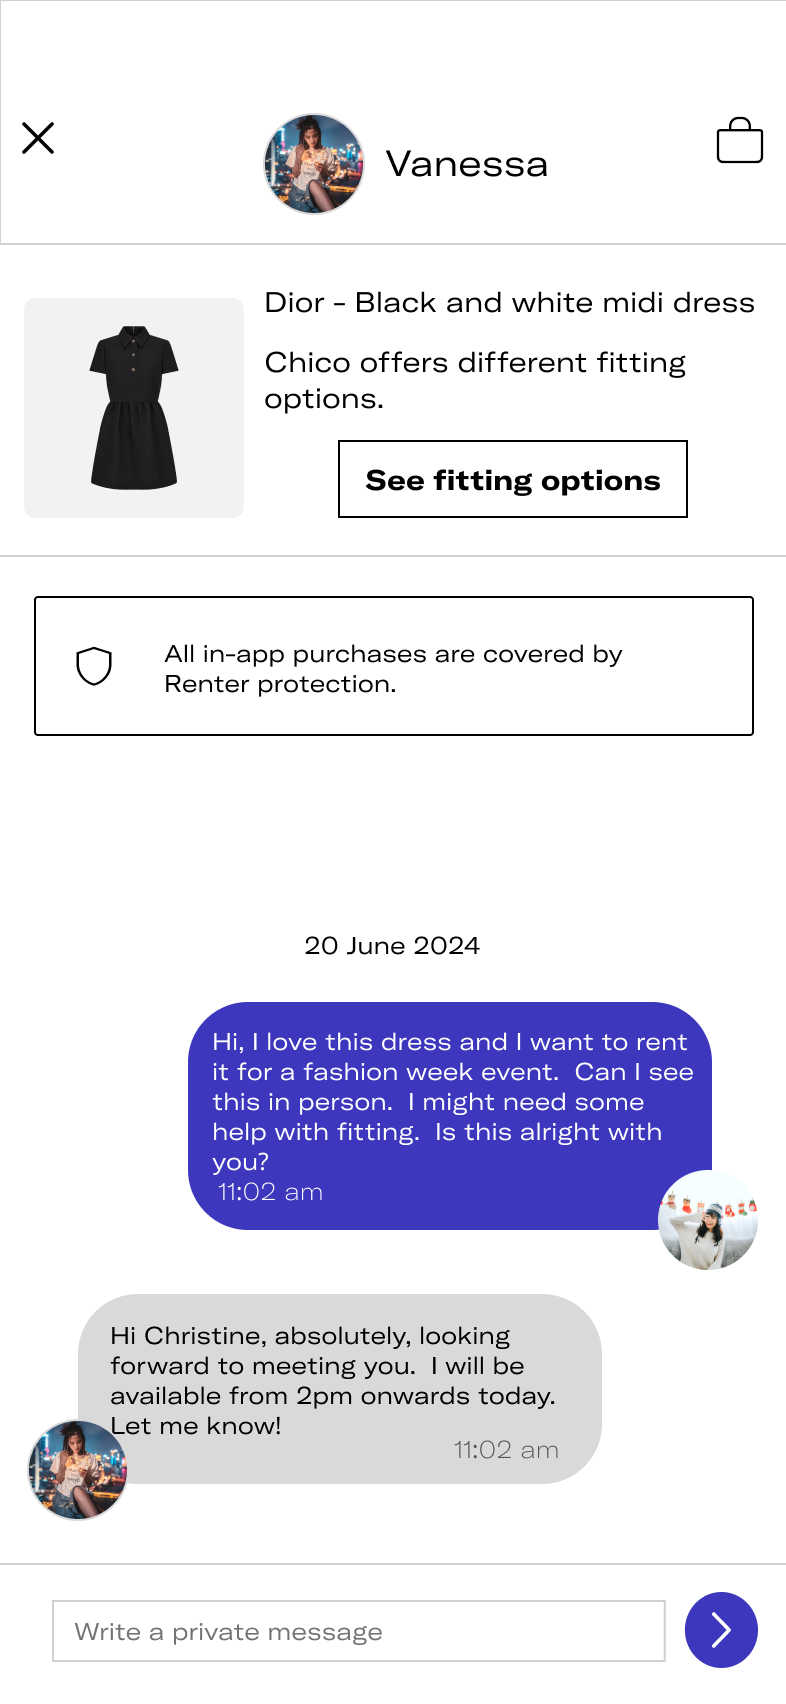 Vanessa
Dior - Black and white midi dress
Chico offers different fitting
options.
See fitting options
All in-app purchases are covered by
Renter protection.
20 June 2024
Hi, I love this dress and I want to rent
it for a fashion week event.  Can I see
this in person.  I might need some
help with fitting.  Is this alright with
you?
11:02 am
Hi Christine, absolutely, looking
forward to meeting you.  I will be
available from 2pm onwards today.
Let me know!
11:02 am
Write a private message